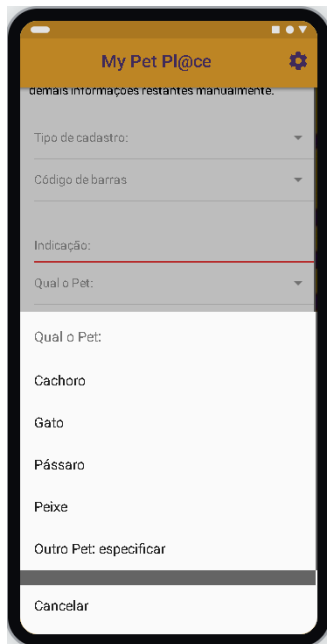 My Pet Pl@ce
demais informações restantes manualmente.
Tipo de cadastro:
Código de barras
Indicação:
Qual o Pet:
Qual o Pet:
Cachoro
Gato
Pássaro
Peixe
Outro Pet: especificar
Cancelar